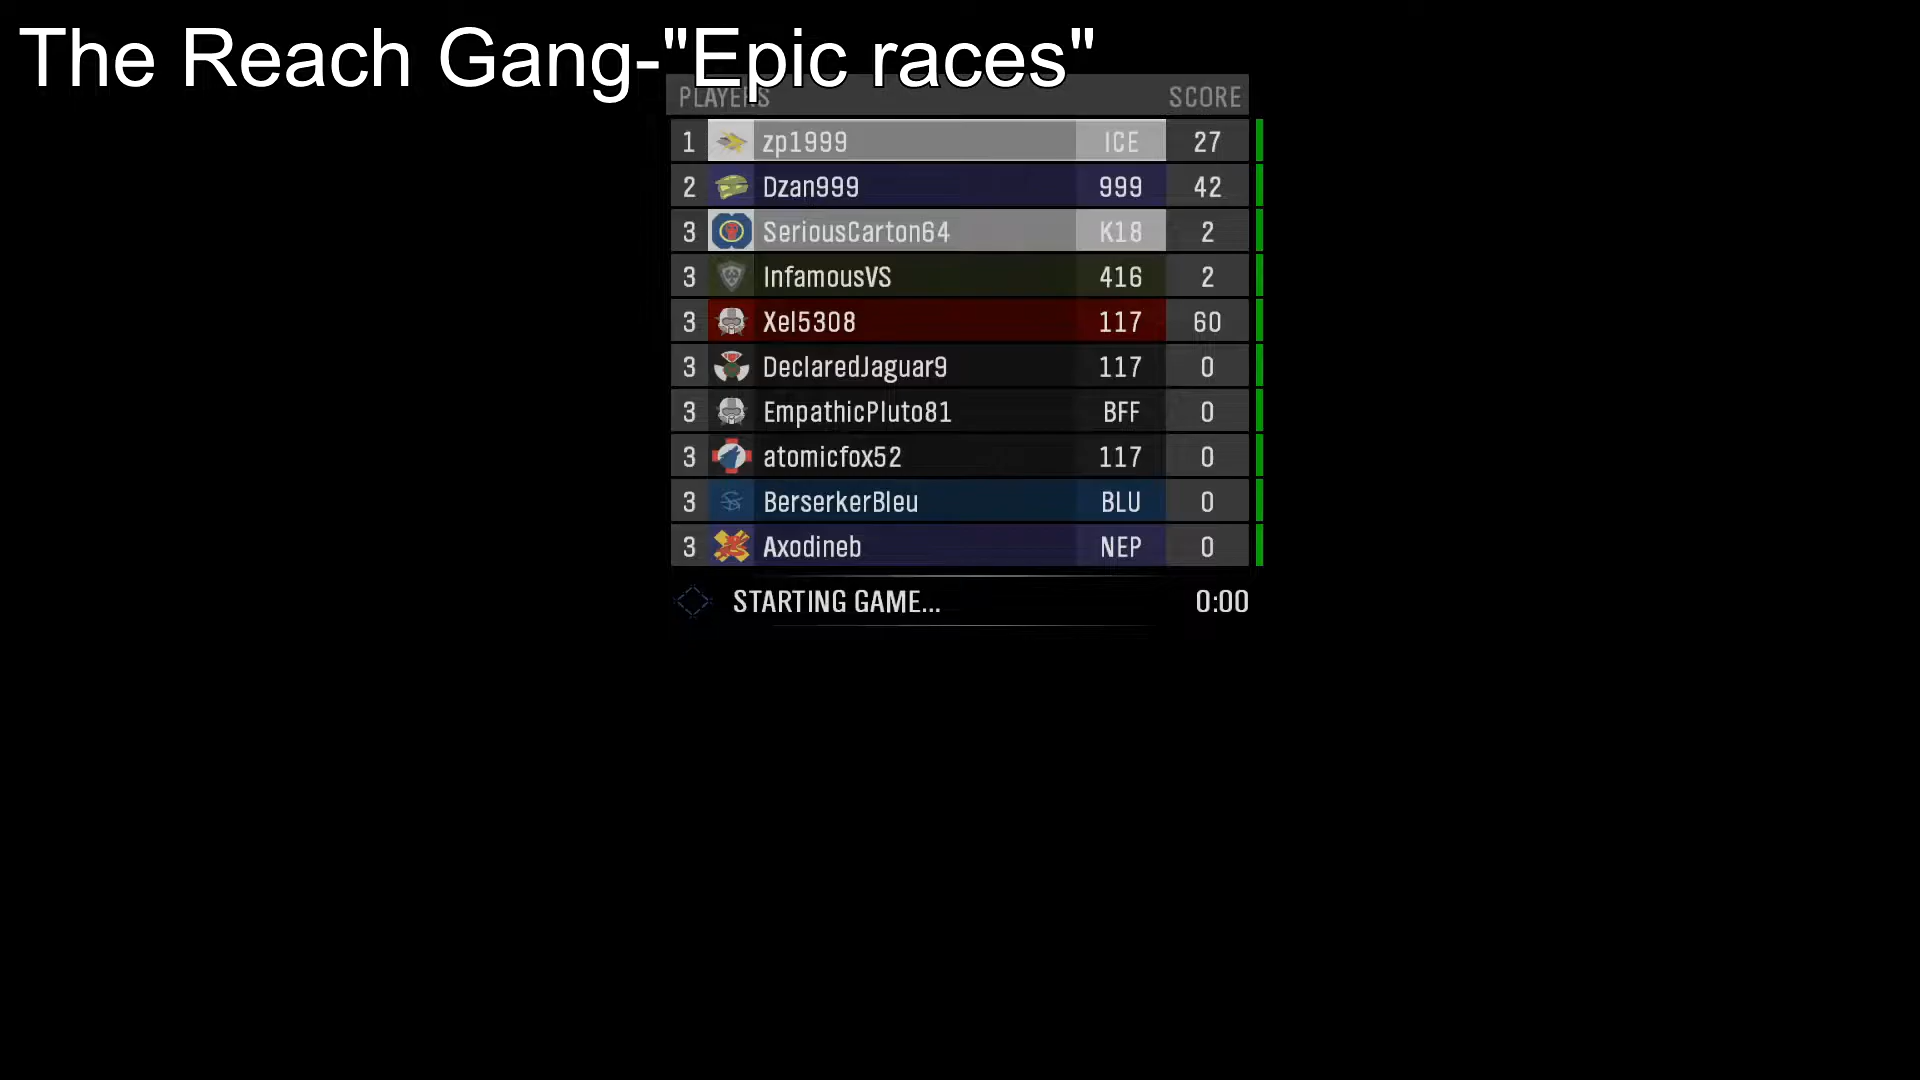 The Reach Gang-"Epic races"
PLAYERS SCORE
1 zp1999 ICE 27
2 Dzan999 999 42
3 SeriousCarton64 K18 2
3 InfamousVS 416 2
3 Xel5308 117 60
3 DeclaredJaguar9 117 0
3 EmpathicPluto81 BFF 0
3 atomicfox52 117 0
3 BerserkerBleu BLU 0
3 Axodineb NEP 0
STARTING GAME... 0:00